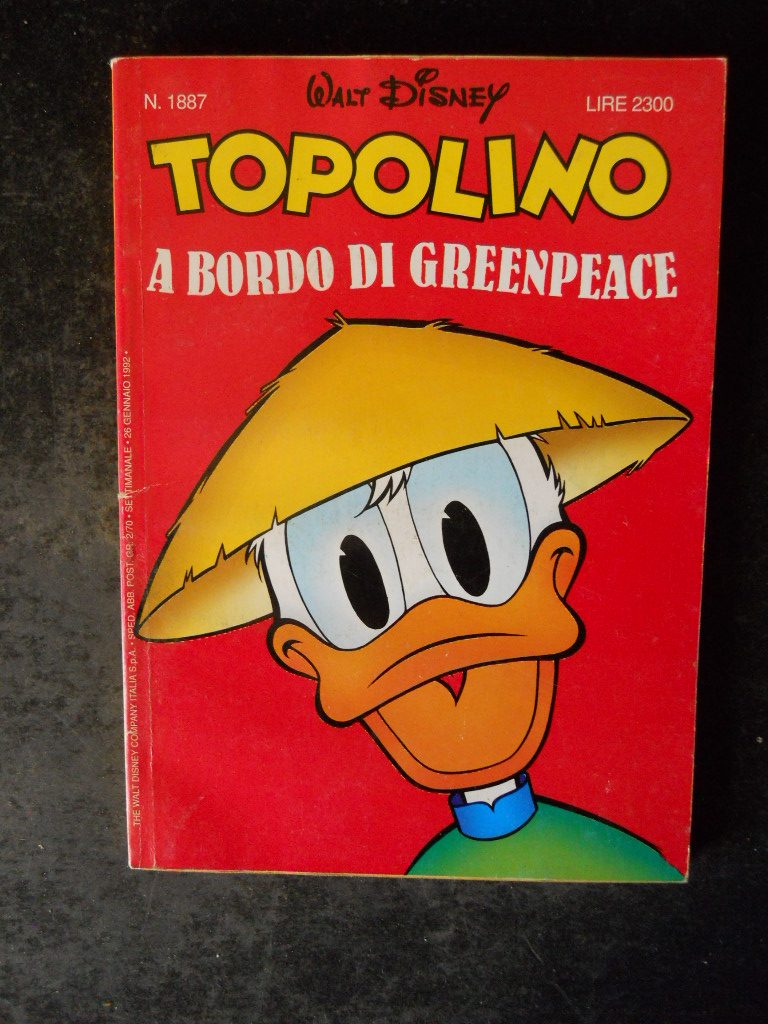 N. 1887
WALT DISNEY
LIRE 2300
TOPOLINO
A BORDO DI GREENPEACE
THE WALT DISNEY COMPANY ITALIA S.p.A. • SPED. ABB. POST. GR. 2/70 • SETTIMANALE • 26 GENNAIO 1992 •